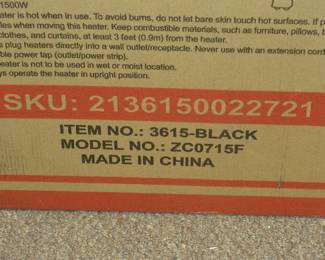 1500W
ater is hot when in use. To avoid burns, do not let bare skin touch hot surfaces. If p
les when moving this heater. Keep combustible materials, such as furniture, pillows, b
clothes, and curtains, at least 3 feet (0.9m) from the heater.
s plug heaters directly into a wall outlet/receptacle. Never use with an extension cord
ble power tap (outlet/power strip).
ater is not to be used in wet or moist location.
ys operate the heater in upright position.
SKU: 2136150022721
ITEM NO.: 3615-BLACK
MODEL NO.: ZC0715F
MADE IN CHINA